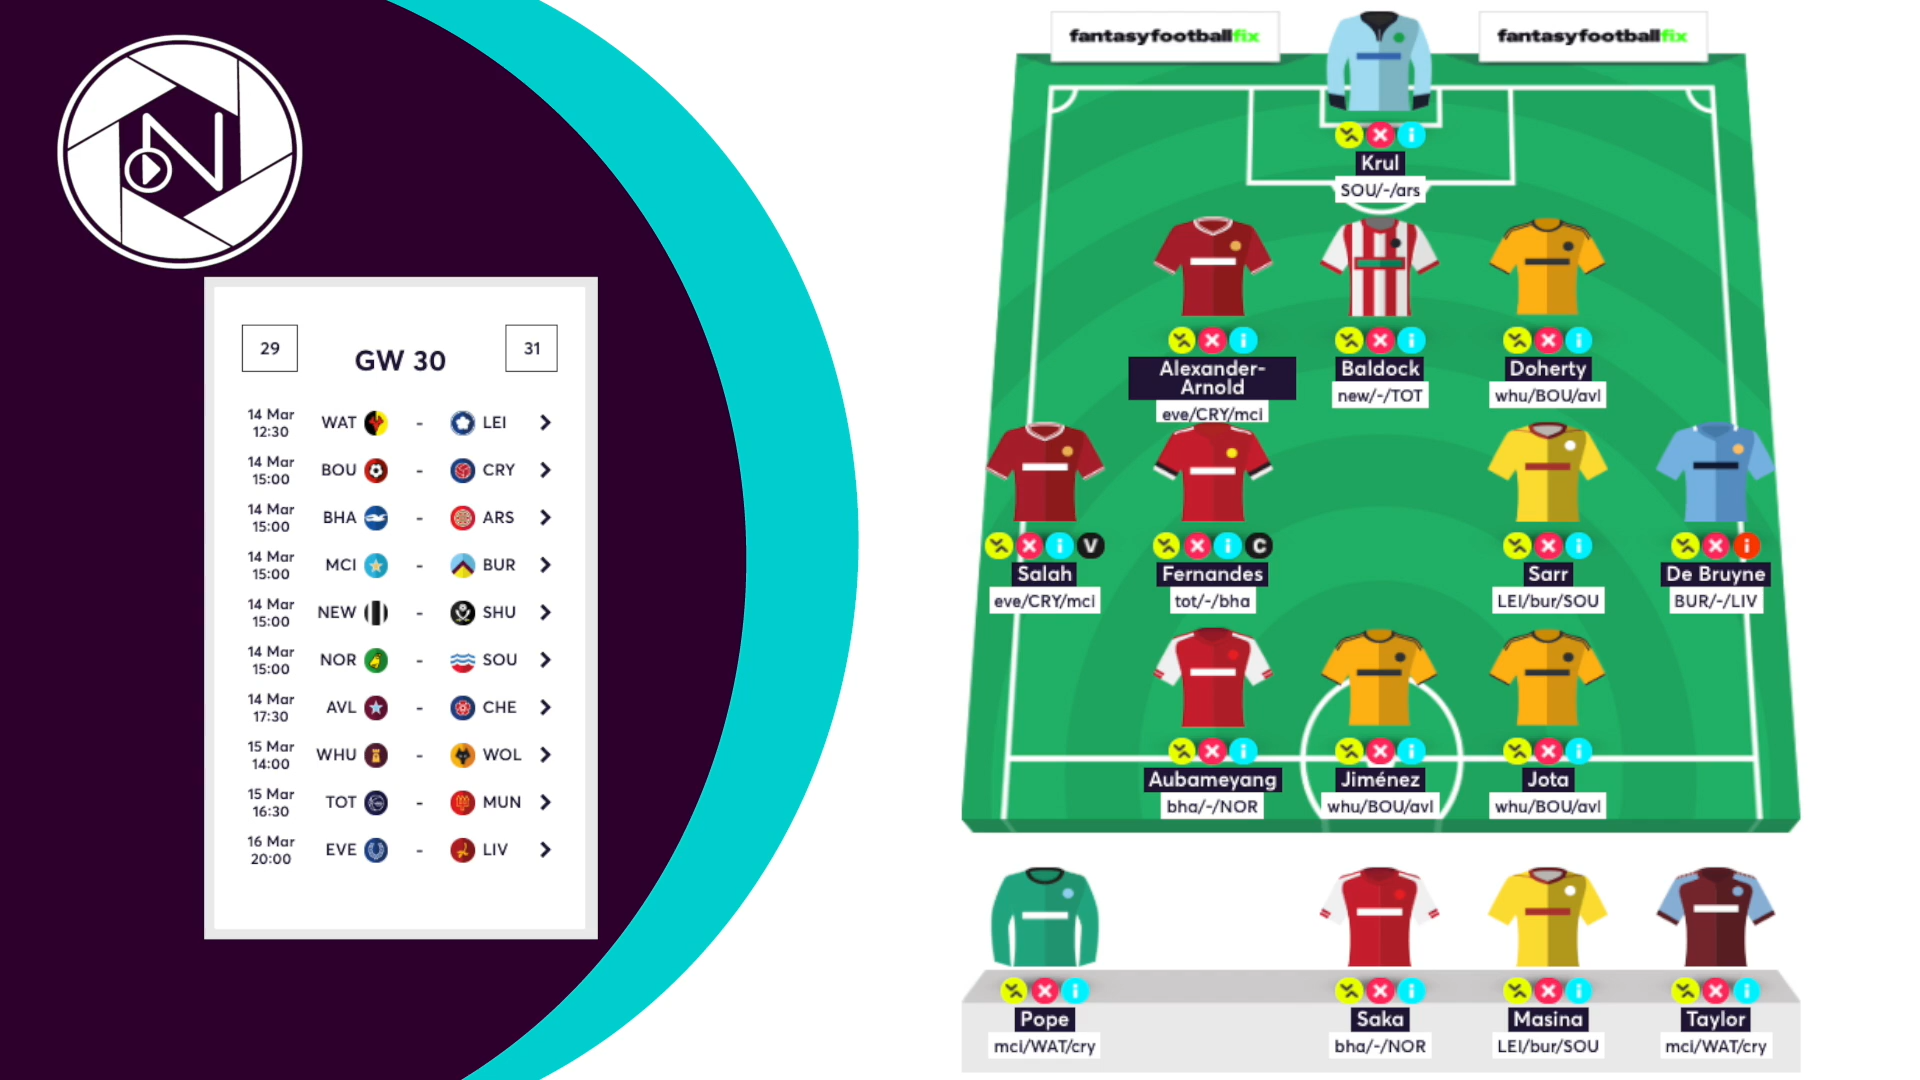 N
29
GW 30
31
14 Mar
12:30
WAT - LEI
14 Mar
15:00
BOU - CRY
14 Mar
15:00
BHA - ARS
14 Mar
15:00
MCI - BUR
14 Mar
15:00
NEW - SHU
14 Mar
15:00
NOR - SOU
14 Mar
17:30
AVL - CHE
15 Mar
14:00
WHU - WOL
15 Mar
16:30
TOT - MUN
16 Mar
20:00
EVE - LIV
fantasyfootballfix
fantasyfootballfix
Krul
SOU/-/ars
Alexander-
Arnold
eve/CRY/mci
Baldock
new/-/TOT
Doherty
whu/BOU/avl
V
Salah
eve/CRY/mci
C
Fernandes
tot/-/bha
Sarr
LEI/bur/SOU
De Bruyne
BUR/-/LIV
Aubameyang
bha/-/NOR
Jiménez
whu/BOU/avl
Jota
whu/BOU/avl
Pope
mci/WAT/cry
Saka
bha/-/NOR
Masina
LEI/bur/SOU
Taylor
mci/WAT/cry